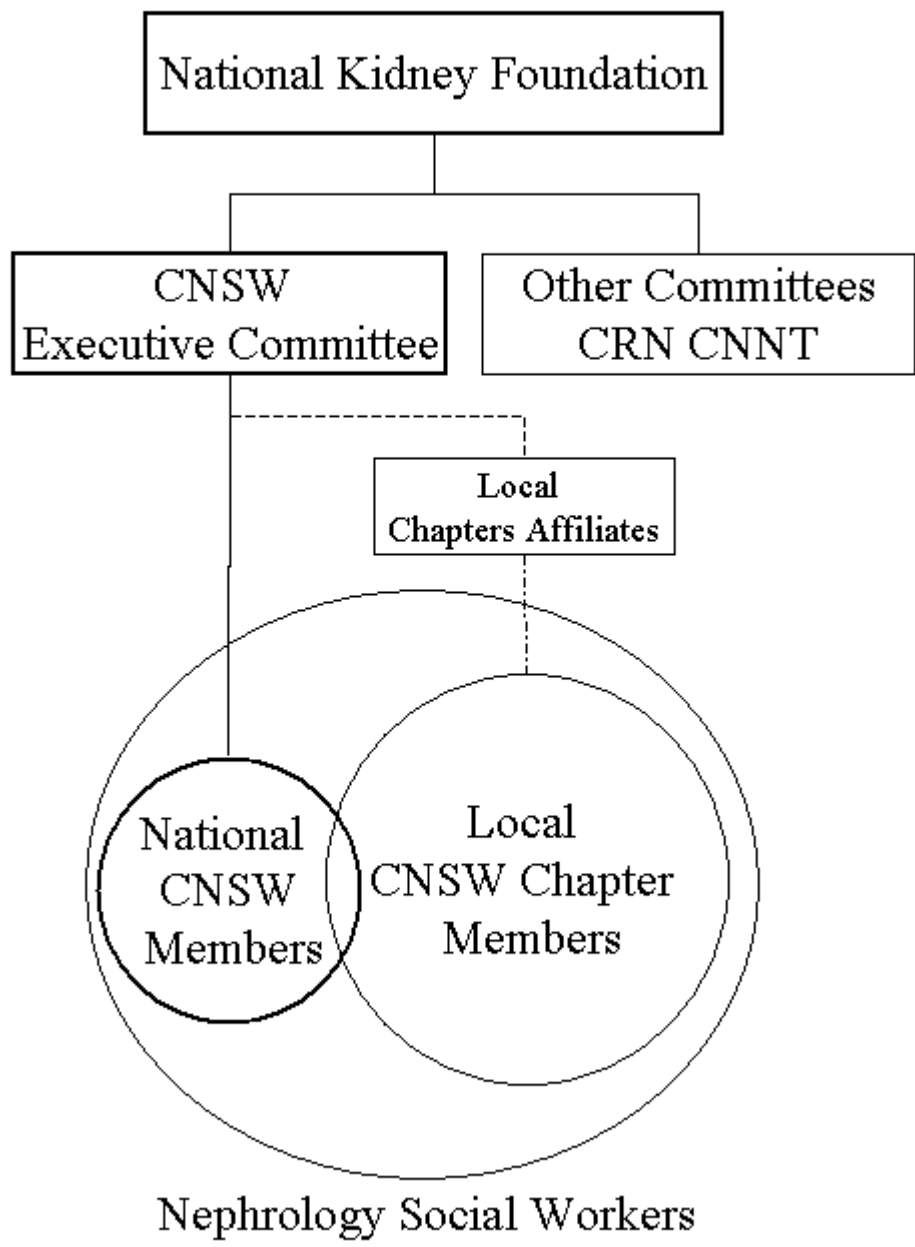 National Kidney Foundation
CNSW
Executive Committee
Other Committees
CRN CNNT
Local
Chapters Affiliates
National
CNSW
Members
Local
CNSW Chapter
Members
Nephrology Social Workers